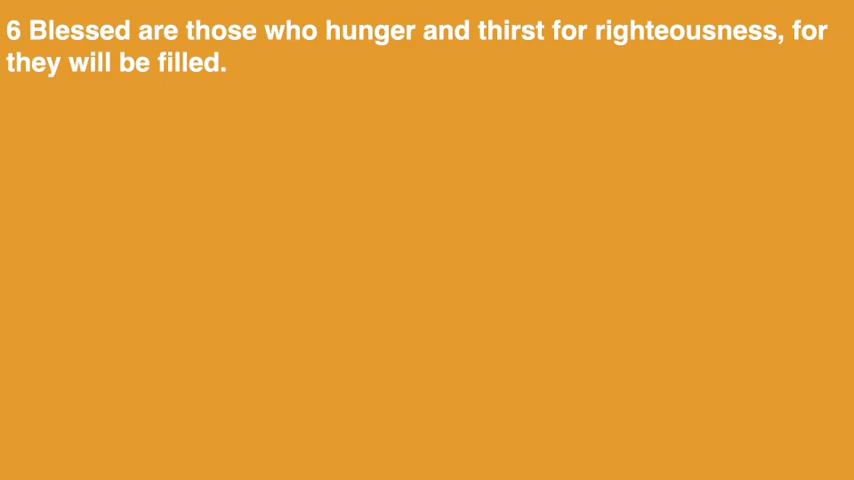 6 Blessed are those who hunger and thirst for righteousness, for
they will be filled.